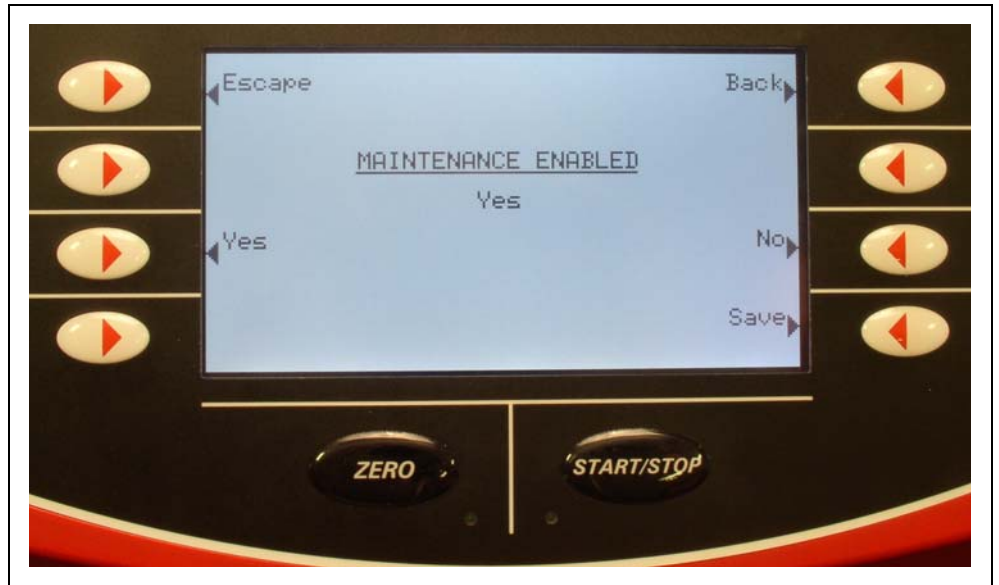 Escape Back
MAINTENANCE ENABLED
Yes
Yes No
Save
ZERO START/STOP